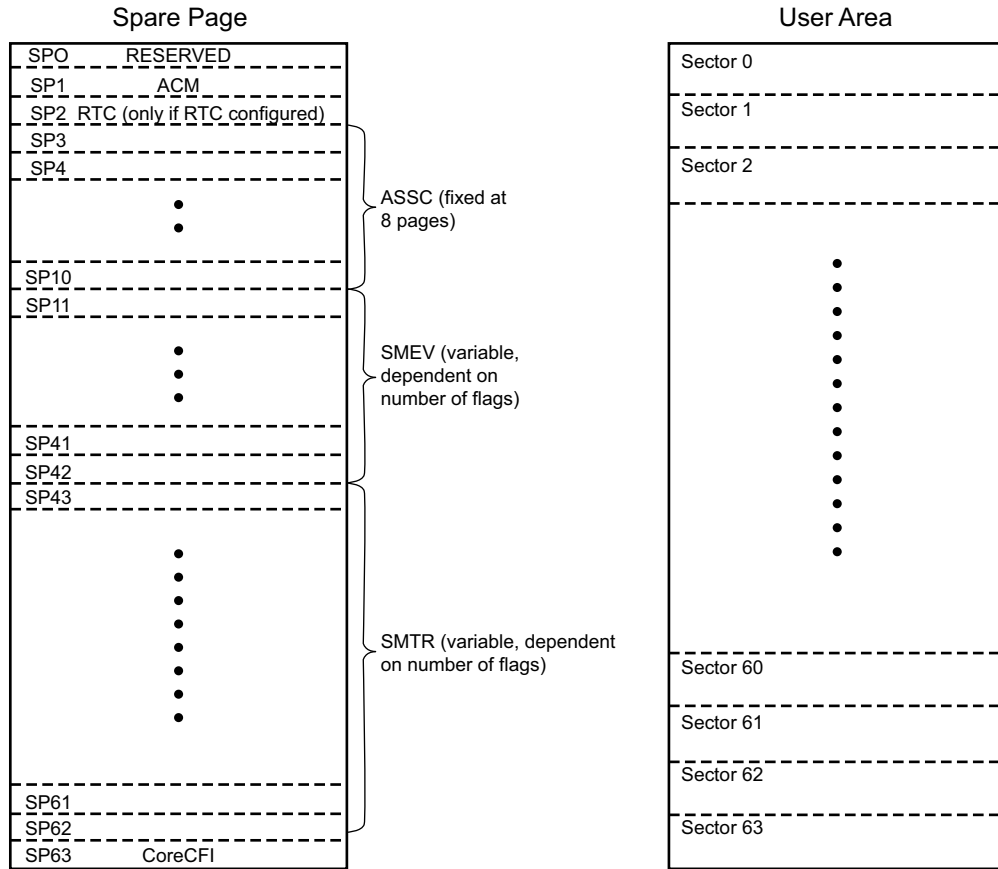 Spare Page
SPO RESERVED
SP1 ACM
SP2 RTC (only if RTC configured)
SP3
SP4
SP10
SP11
SP41
SP42
SP43
SP61
SP62
SP63 CoreCFI
ASSC (fixed at
8 pages)
SMEV (variable,
dependent on
number of flags)
SMTR (variable, dependent
on number of flags)
User Area
Sector 0
Sector 1
Sector 2
Sector 60
Sector 61
Sector 62
Sector 63